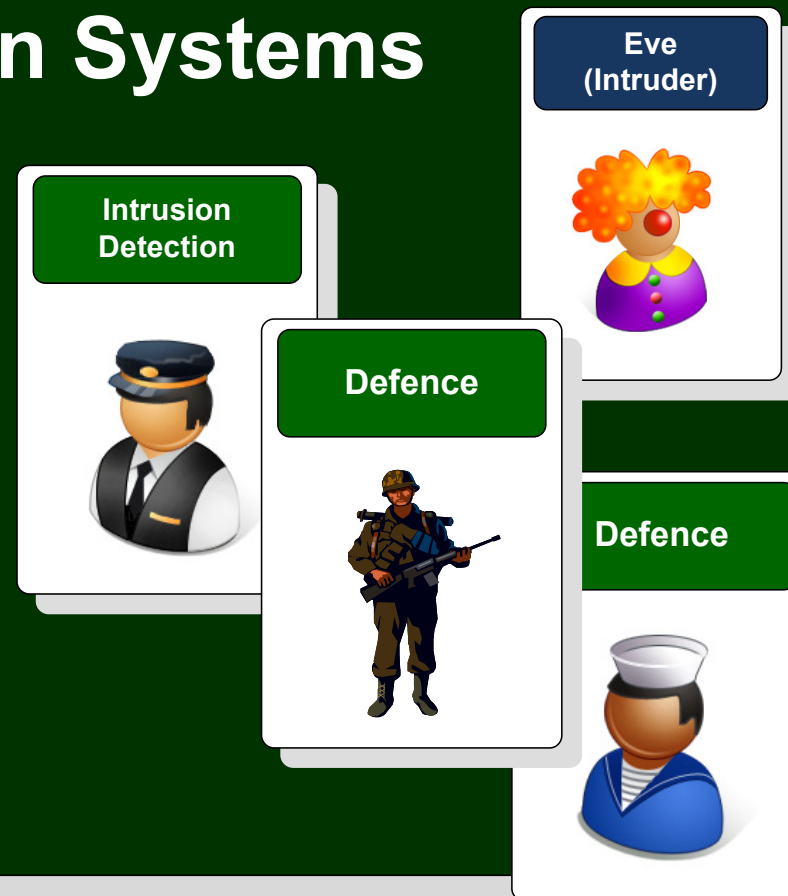 n Systems
Eve
(Intruder)
Intrusion
Detection
Defence
Defence